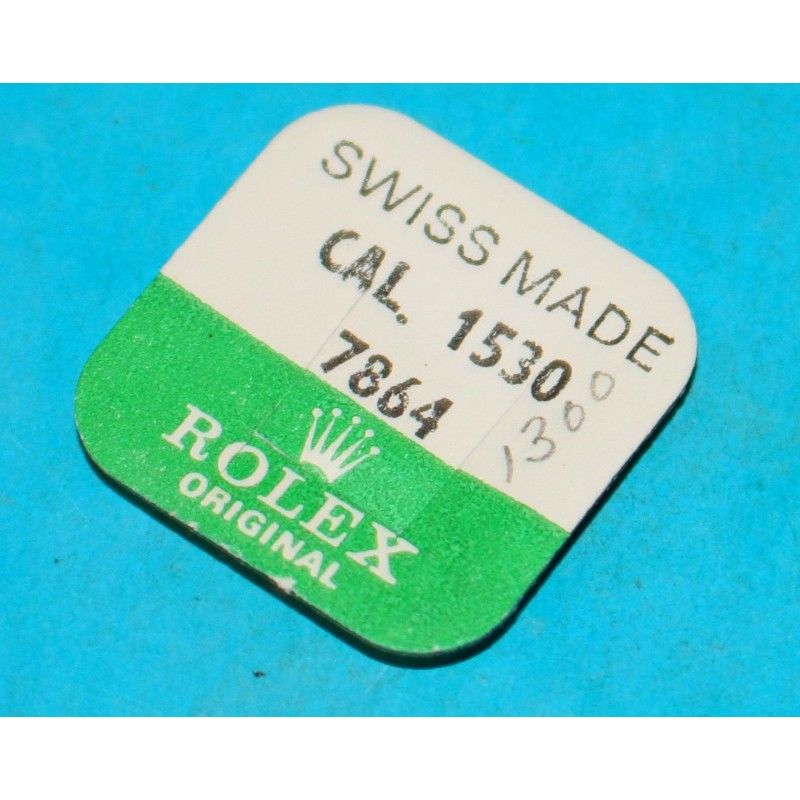 SWISS MADE
CAL. 1530
7864
1300
ROLEX
ORIGINAL